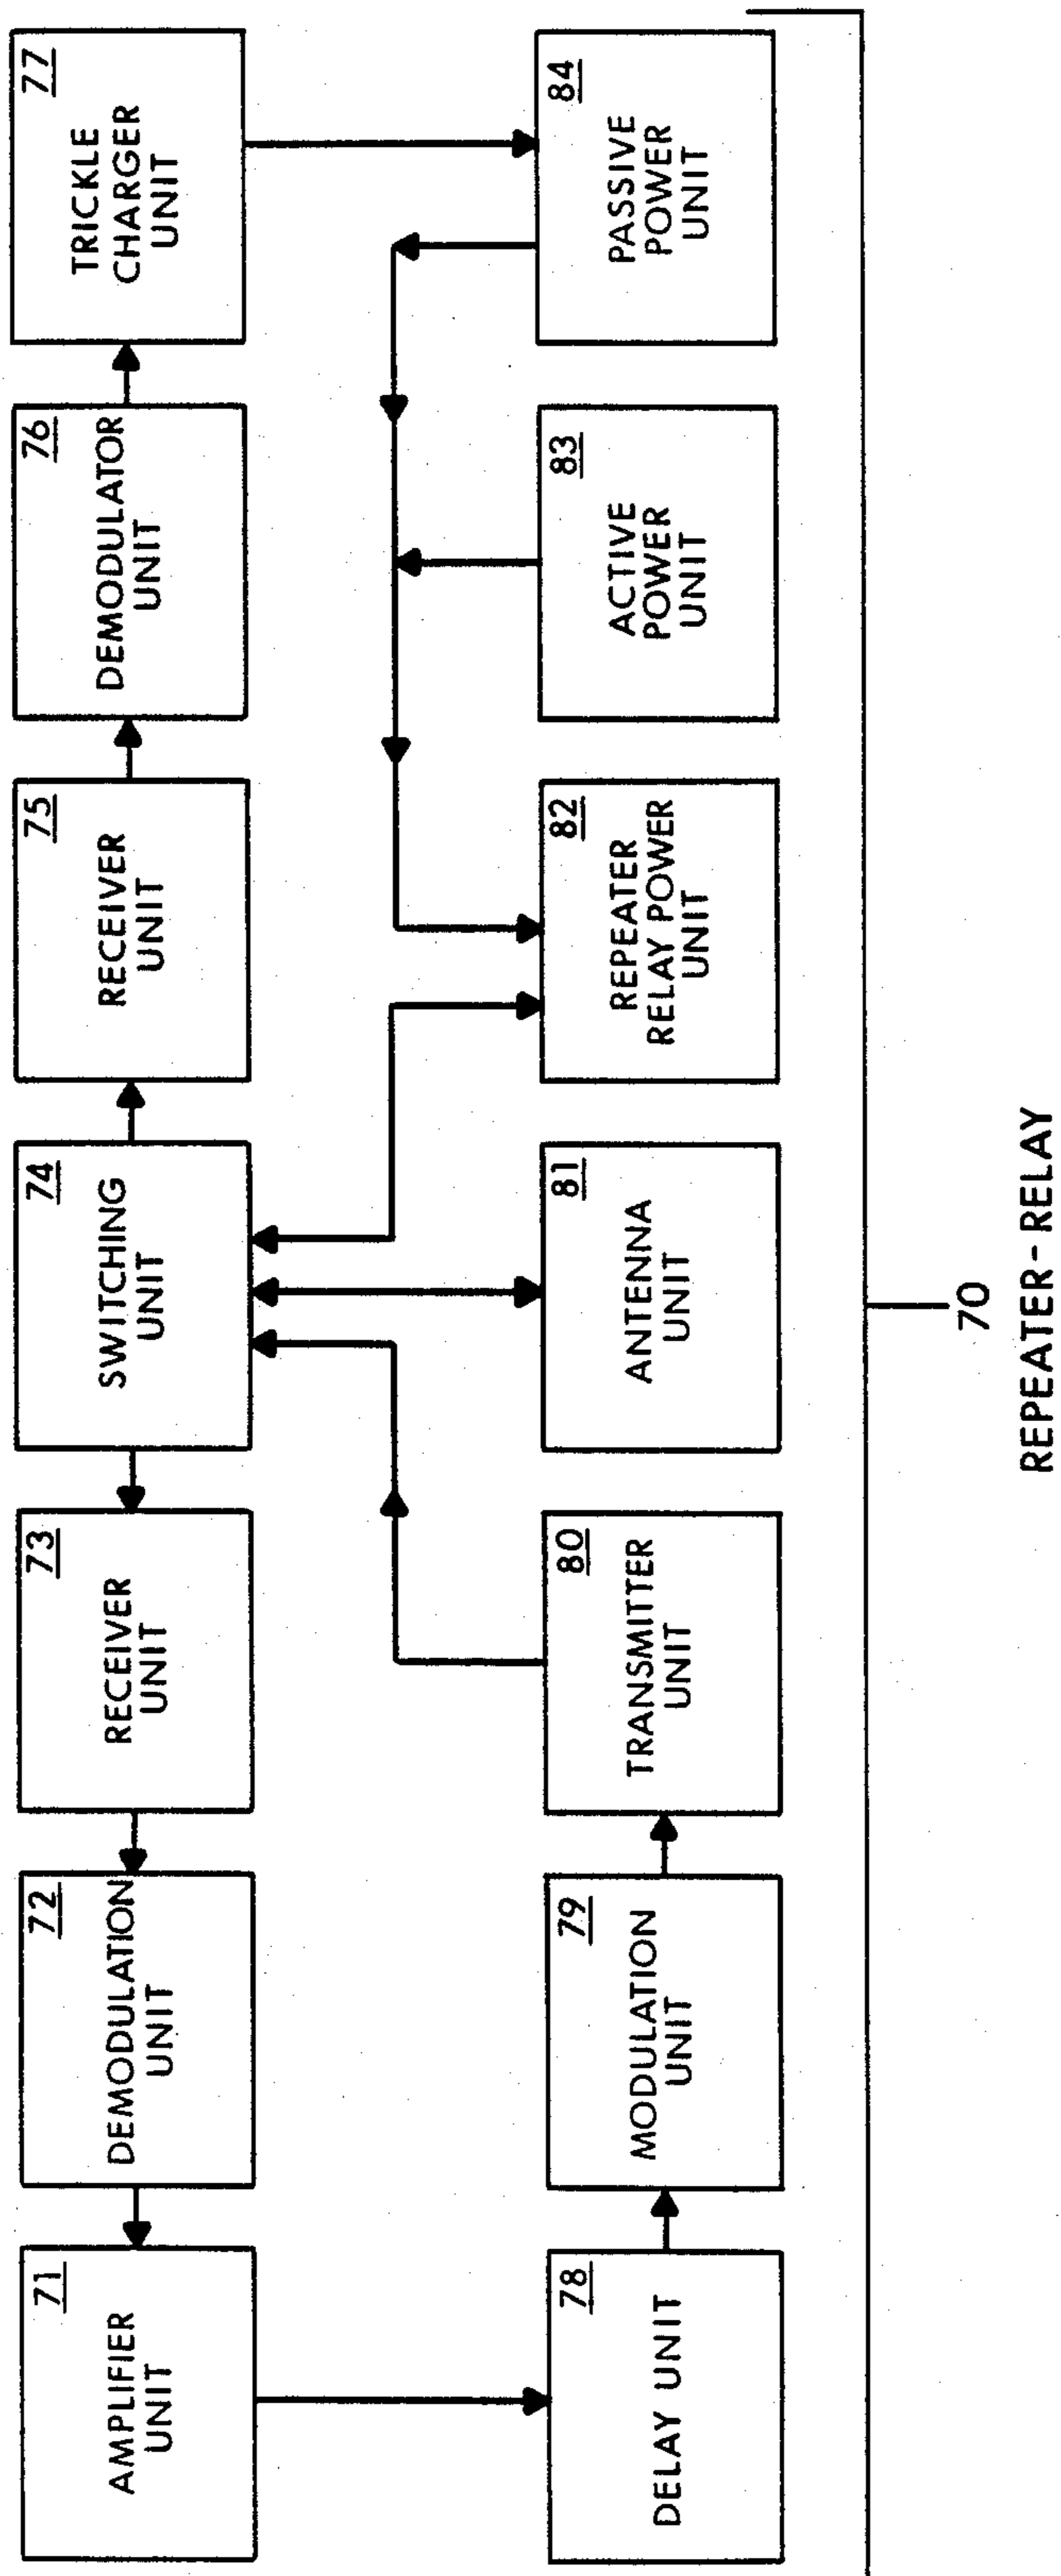 71
AMPLIFIER
UNIT
72
DEMODULATION
UNIT
73
RECEIVER
UNIT
74
SWITCHING
UNIT
75
RECEIVER
UNIT
76
DEMODULATOR
UNIT
77
TRICKLE
CHARGER
UNIT
78
DELAY UNIT
79
MODULATION
UNIT
80
TRANSMITTER
UNIT
81
ANTENNA
UNIT
82
REPEATER
RELAY POWER
UNIT
83
ACTIVE
POWER
UNIT
84
PASSIVE
POWER
UNIT
70
REPEATER-RELAY